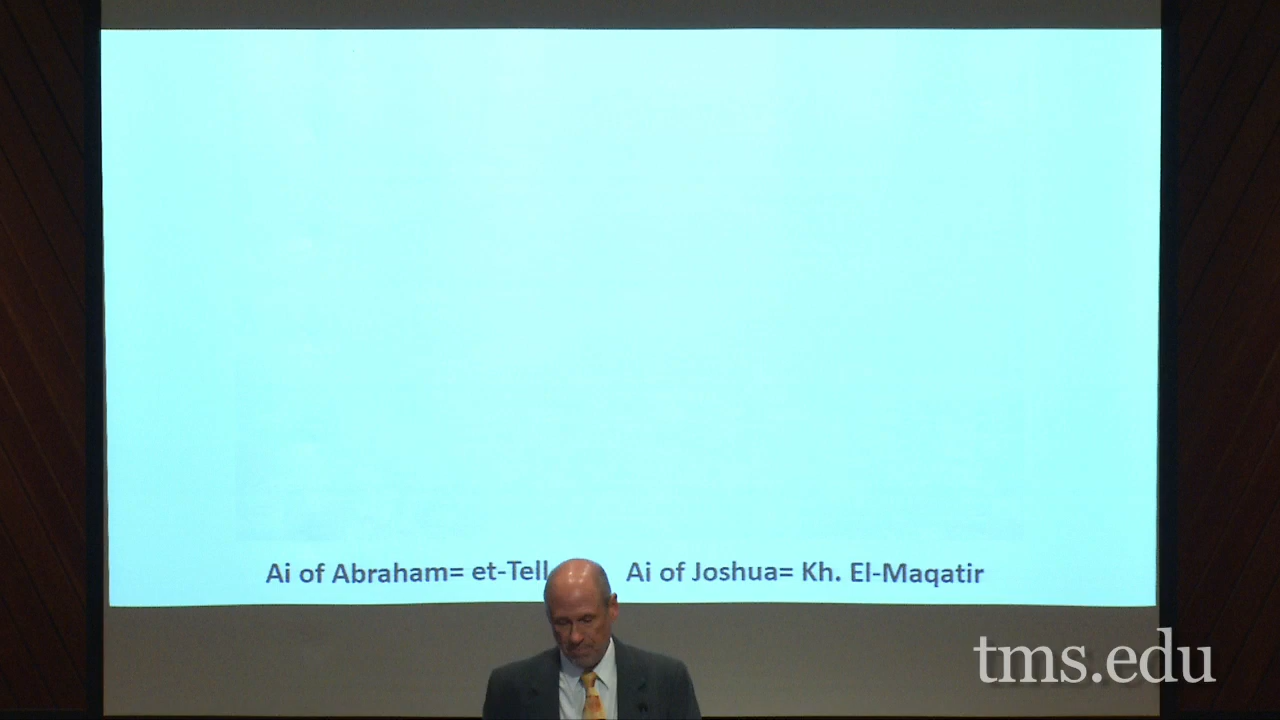 Ai of Abraham= et-Tell Ai of Joshua= Kh. El-Maqatir
tms.edu